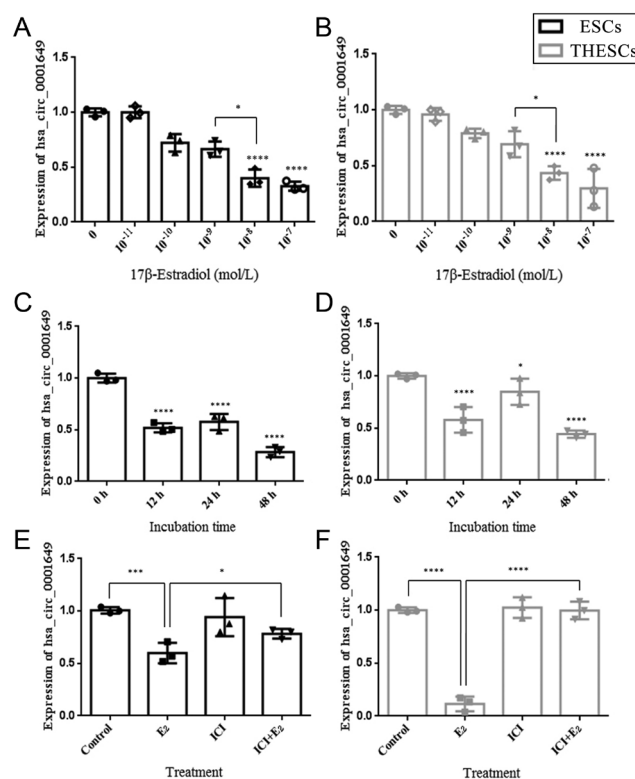 A
B
ESCs
THESCs
Expression of hsa_circ_0001649
1.5
1.0
0.5
0.0
*
****
****
0
10⁻¹¹
10⁻¹⁰
10⁻⁹
10⁻⁸
10⁻⁷
17β-Estradiol (mol/L)
Expression of hsa_circ_0001649
1.5
1.0
0.5
0.0
*
****
****
0
10⁻¹¹
10⁻¹⁰
10⁻⁹
10⁻⁸
10⁻⁷
17β-Estradiol (mol/L)
C
Expression of hsa_circ_0001649
1.5
1.0
0.5
0.0
****
****
****
0 h
12 h
24 h
48 h
Incubation time
D
Expression of hsa_circ_0001649
1.5
1.0
0.5
0.0
****
*
****
0 h
12 h
24 h
48 h
Incubation time
E
Expression of hsa_circ_0001649
1.5
1.0
0.5
0.0
***
*
Control
E₂
ICI
ICI+E₂
Treatment
F
Expression of hsa_circ_0001649
1.5
1.0
0.5
0.0
****
****
Control
E₂
ICI
ICI+E₂
Treatment